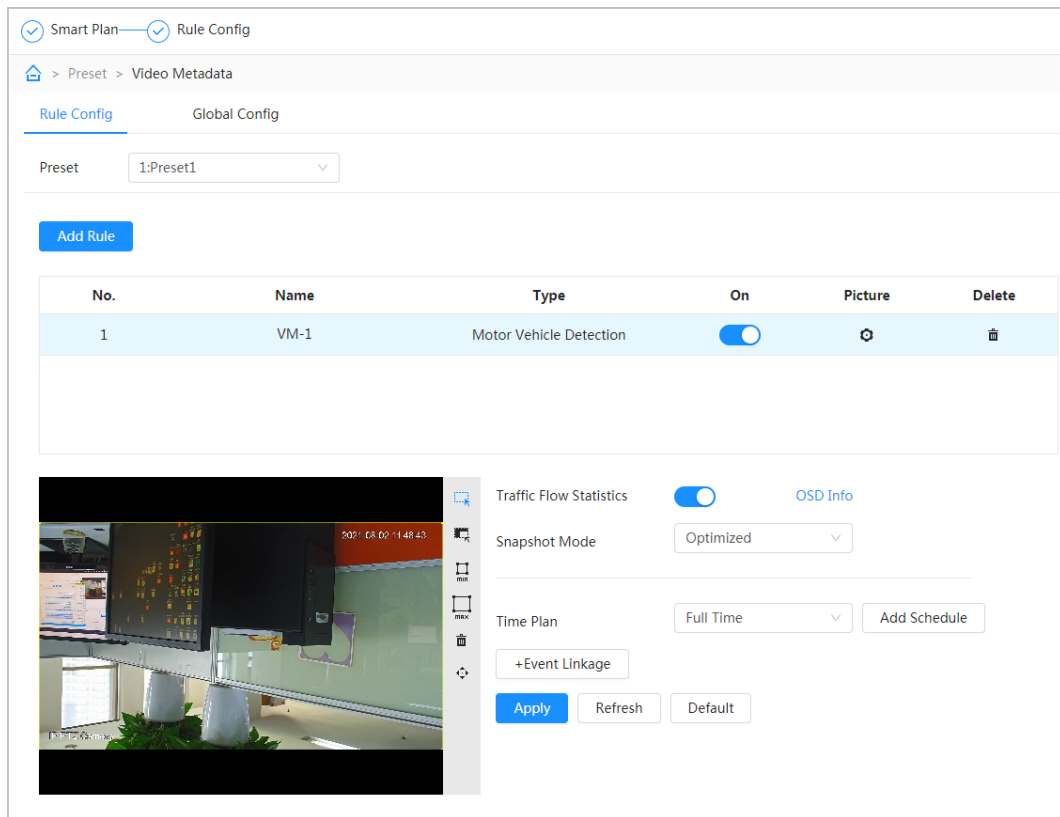 Smart Plan Rule Config
> Preset > Video Metadata
Rule Config Global Config
Preset 1:Preset1
Add Rule
No. Name Type On Picture Delete
1 VM-1 Motor Vehicle Detection
Traffic Flow Statistics OSD Info
2021-08-02 11:48:43
Snapshot Mode Optimized
min
max
Time Plan Full Time Add Schedule
+Event Linkage
Apply Refresh Default